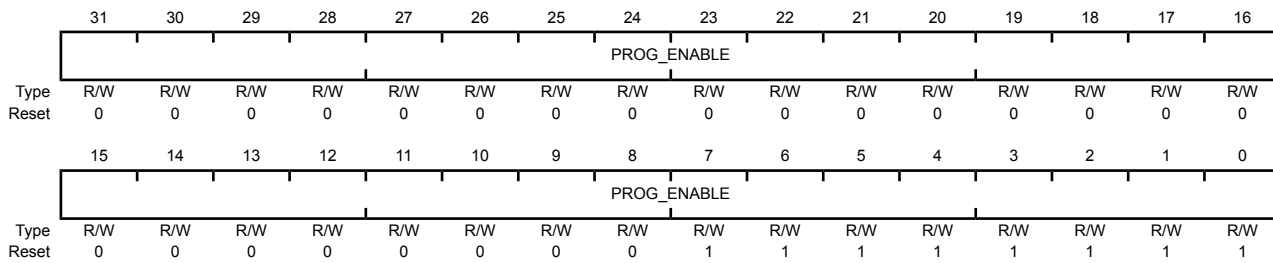 31 30 29 28 27 26 25 24 23 22 21 20 19 18 17 16
PROG_ENABLE
Type R/W R/W R/W R/W R/W R/W R/W R/W R/W R/W R/W R/W R/W R/W R/W R/W
Reset 0 0 0 0 0 0 0 0 0 0 0 0 0 0 0 0
15 14 13 12 11 10 9 8 7 6 5 4 3 2 1 0
PROG_ENABLE
Type R/W R/W R/W R/W R/W R/W R/W R/W R/W R/W R/W R/W R/W R/W R/W R/W
Reset 0 0 0 0 0 0 0 0 1 1 1 1 1 1 1 1